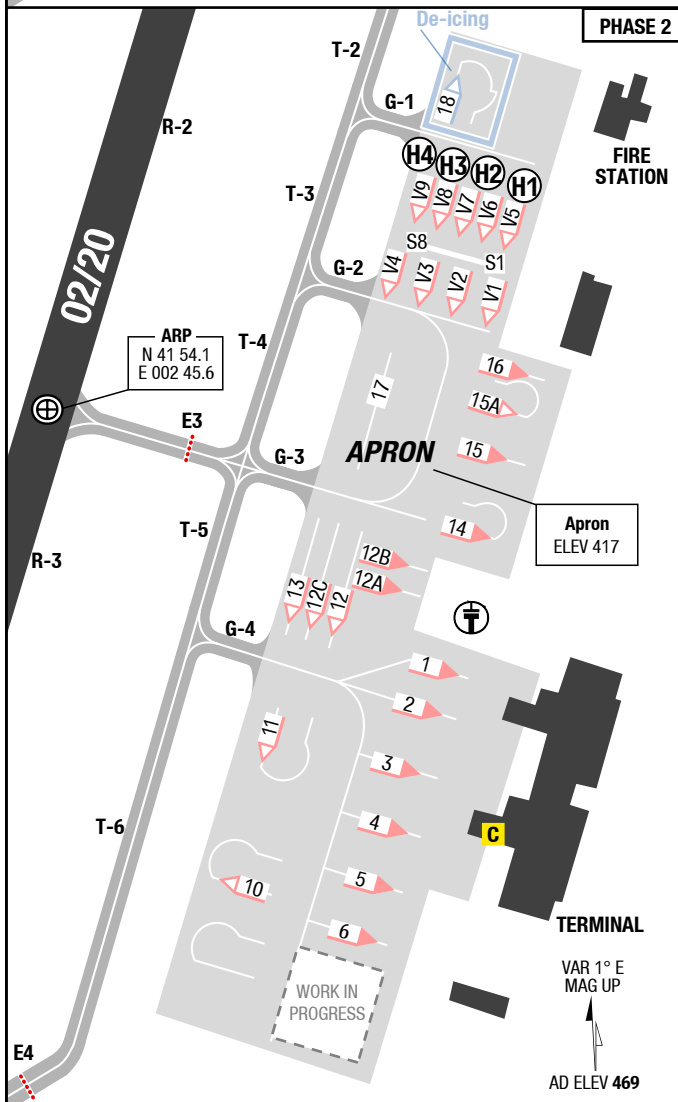 De-icing
PHASE 2
T-2
G-1
18
R-2
FIRE
STATION
H4
H3
H2
H1
T-3
V9
V8
V7
V6
V5
S8
S1
G-2
V4
V3
V2
V1
02/20
ARP
N 41 54.1
E 002 45.6
T-4
16
17
15A
E3
G-3
APRON
15
T-5
14
Apron
ELEV 417
R-3
12B
12A
13
12C
12
G-4
1
2
11
3
T-6
4
C
10
5
6
TERMINAL
WORK IN
PROGRESS
VAR 1° E
MAG UP
E4
AD ELEV 469